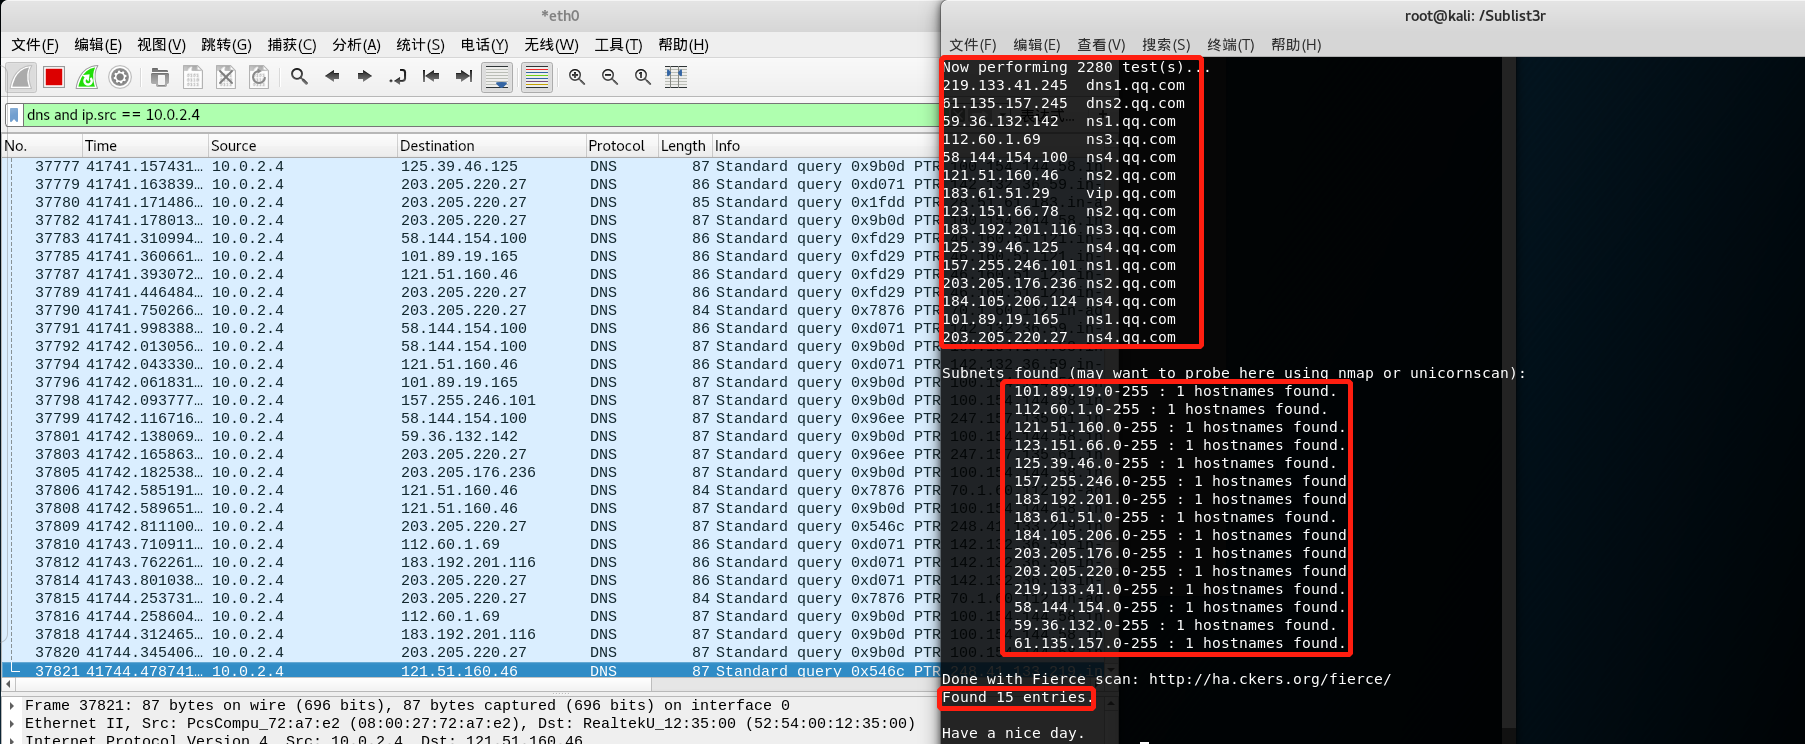 *eth0
文件(F) 编辑(E) 视图(V) 跳转(G) 捕获(C) 分析(A) 统计(S) 电话(Y) 无线(W) 工具(T) 帮助(H)
dns and ip.src == 10.0.2.4
No. Time Source Destination Protocol Length Info
37777 41741.157431… 10.0.2.4 125.39.46.125 DNS 87 Standard query 0x9b0d PTR
37779 41741.163839… 10.0.2.4 203.205.220.27 DNS 86 Standard query 0xd071 PTR
37780 41741.171486… 10.0.2.4 203.205.220.27 DNS 85 Standard query 0x1fdd PTR
37782 41741.178013… 10.0.2.4 203.205.220.27 DNS 87 Standard query 0x9b0d PTR
37783 41741.310994… 10.0.2.4 58.144.154.100 DNS 86 Standard query 0xfd29 PTR
37785 41741.360661… 10.0.2.4 101.89.19.165 DNS 86 Standard query 0xfd29 PTR
37787 41741.393072… 10.0.2.4 121.51.160.46 DNS 86 Standard query 0xfd29 PTR
37789 41741.446484… 10.0.2.4 203.205.220.27 DNS 86 Standard query 0xfd29 PTR
37790 41741.750266… 10.0.2.4 203.205.220.27 DNS 84 Standard query 0x7876 PTR
37791 41741.998388… 10.0.2.4 58.144.154.100 DNS 86 Standard query 0xd071 PTR
37792 41742.013056… 10.0.2.4 58.144.154.100 DNS 87 Standard query 0x9b0d PTR
37794 41742.043330… 10.0.2.4 121.51.160.46 DNS 86 Standard query 0xd071 PTR
37796 41742.061831… 10.0.2.4 101.89.19.165 DNS 87 Standard query 0x9b0d PTR
37798 41742.093777… 10.0.2.4 157.255.246.101 DNS 87 Standard query 0x9b0d PTR
37799 41742.116716… 10.0.2.4 58.144.154.100 DNS 87 Standard query 0x96ee PTR
37801 41742.138069… 10.0.2.4 59.36.132.142 DNS 87 Standard query 0x9b0d PTR
37803 41742.165863… 10.0.2.4 203.205.220.27 DNS 87 Standard query 0x96ee PTR
37805 41742.182538… 10.0.2.4 203.205.176.236 DNS 87 Standard query 0x9b0d PTR
37806 41742.585191… 10.0.2.4 121.51.160.46 DNS 84 Standard query 0x7876 PTR
37808 41742.589651… 10.0.2.4 121.51.160.46 DNS 87 Standard query 0x9b0d PTR
37809 41742.811100… 10.0.2.4 203.205.220.27 DNS 87 Standard query 0x546c PTR
37810 41743.710911… 10.0.2.4 112.60.1.69 DNS 86 Standard query 0xd071 PTR
37812 41743.762261… 10.0.2.4 183.192.201.116 DNS 86 Standard query 0xd071 PTR
37814 41743.801038… 10.0.2.4 203.205.220.27 DNS 86 Standard query 0xd071 PTR
37815 41744.253731… 10.0.2.4 203.205.220.27 DNS 84 Standard query 0x7876 PTR
37816 41744.258604… 10.0.2.4 112.60.1.69 DNS 87 Standard query 0x9b0d PTR
37818 41744.312465… 10.0.2.4 183.192.201.116 DNS 87 Standard query 0x9b0d PTR
37820 41744.345406… 10.0.2.4 203.205.220.27 DNS 87 Standard query 0x9b0d PTR
37821 41744.478741… 10.0.2.4 121.51.160.46 DNS 87 Standard query 0x546c PTR
Frame 37821: 87 bytes on wire (696 bits), 87 bytes captured (696 bits) on interface 0
Ethernet II, Src: PcsCompu_72:a7:e2 (08:00:27:72:a7:e2), Dst: RealtekU_12:35:00 (52:54:00:12:35:00)
Internet Protocol Version 4, Src: 10.0.2.4, Dst: 121.51.160.46
root@kali: /Sublist3r
文件(F) 编辑(E) 查看(V) 搜索(S) 终端(T) 帮助(H)
Now performing 2280 test(s)...
219.133.41.245 dns1.qq.com
61.135.157.245 dns2.qq.com
59.36.132.142 ns1.qq.com
112.60.1.69 ns3.qq.com
58.144.154.100 ns4.qq.com
121.51.160.46 ns2.qq.com
183.61.51.29 vip.qq.com
123.151.66.78 ns2.qq.com
183.192.201.116 ns3.qq.com
125.39.46.125 ns4.qq.com
157.255.246.101 ns1.qq.com
203.205.176.236 ns2.qq.com
184.105.206.124 ns4.qq.com
101.89.19.165 ns1.qq.com
203.205.220.27 ns4.qq.com
Subnets found (may want to probe here using nmap or unicornscan):
101.89.19.0-255 : 1 hostnames found.
112.60.1.0-255 : 1 hostnames found.
121.51.160.0-255 : 1 hostnames found.
123.151.66.0-255 : 1 hostnames found.
125.39.46.0-255 : 1 hostnames found.
157.255.246.0-255 : 1 hostnames found
183.192.201.0-255 : 1 hostnames found
183.61.51.0-255 : 1 hostnames found.
184.105.206.0-255 : 1 hostnames found
203.205.176.0-255 : 1 hostnames found
203.205.220.0-255 : 1 hostnames found
219.133.41.0-255 : 1 hostnames found.
58.144.154.0-255 : 1 hostnames found.
59.36.132.0-255 : 1 hostnames found.
61.135.157.0-255 : 1 hostnames found.
Done with Fierce scan: http://ha.ckers.org/fierce/
Found 15 entries.
Have a nice day.